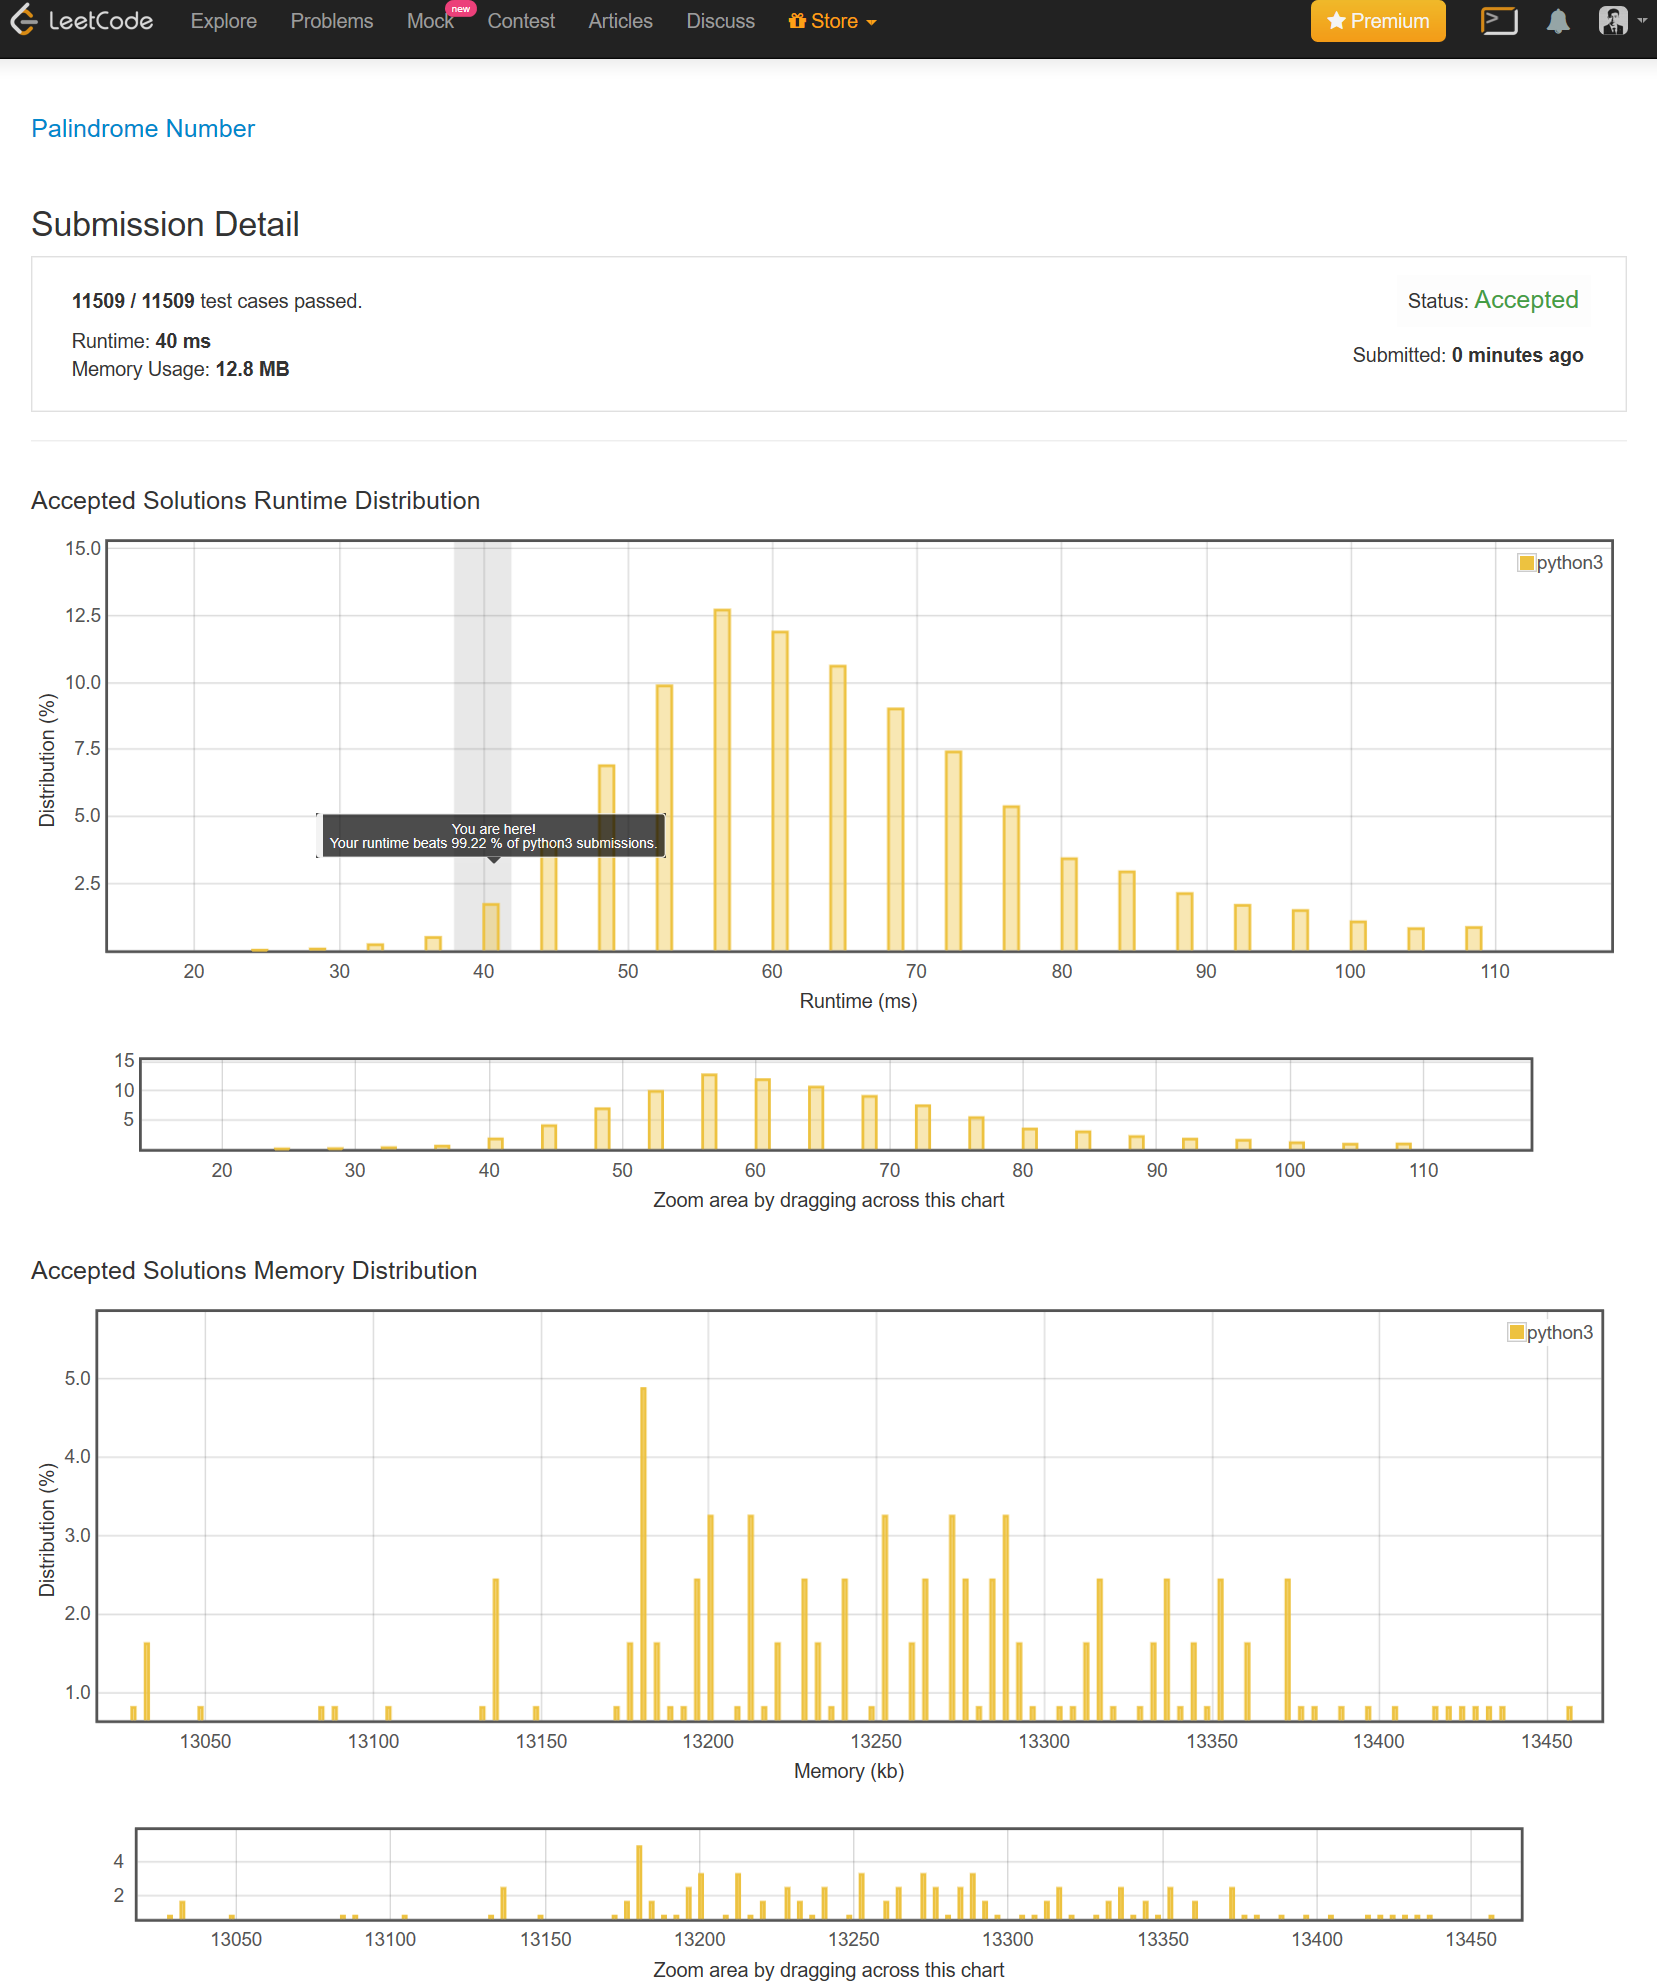 LeetCode Explore Problems Mock new Contest Articles Discuss Store Premium
Palindrome Number
Submission Detail
11509 / 11509 test cases passed.
Status: Accepted
Runtime: 40 ms
Submitted: 0 minutes ago
Memory Usage: 12.8 MB
Accepted Solutions Runtime Distribution
python3
15.0
12.5
10.0
7.5
5.0
2.5
Distribution (%)
You are here!
Your runtime beats 99.22 % of python3 submissions.
20 30 40 50 60 70 80 90 100 110
Runtime (ms)
15
10
5
20 30 40 50 60 70 80 90 100 110
Zoom area by dragging across this chart
Accepted Solutions Memory Distribution
python3
5.0
4.0
3.0
2.0
1.0
Distribution (%)
13050 13100 13150 13200 13250 13300 13350 13400 13450
Memory (kb)
4
2
13050 13100 13150 13200 13250 13300 13350 13400 13450
Zoom area by dragging across this chart